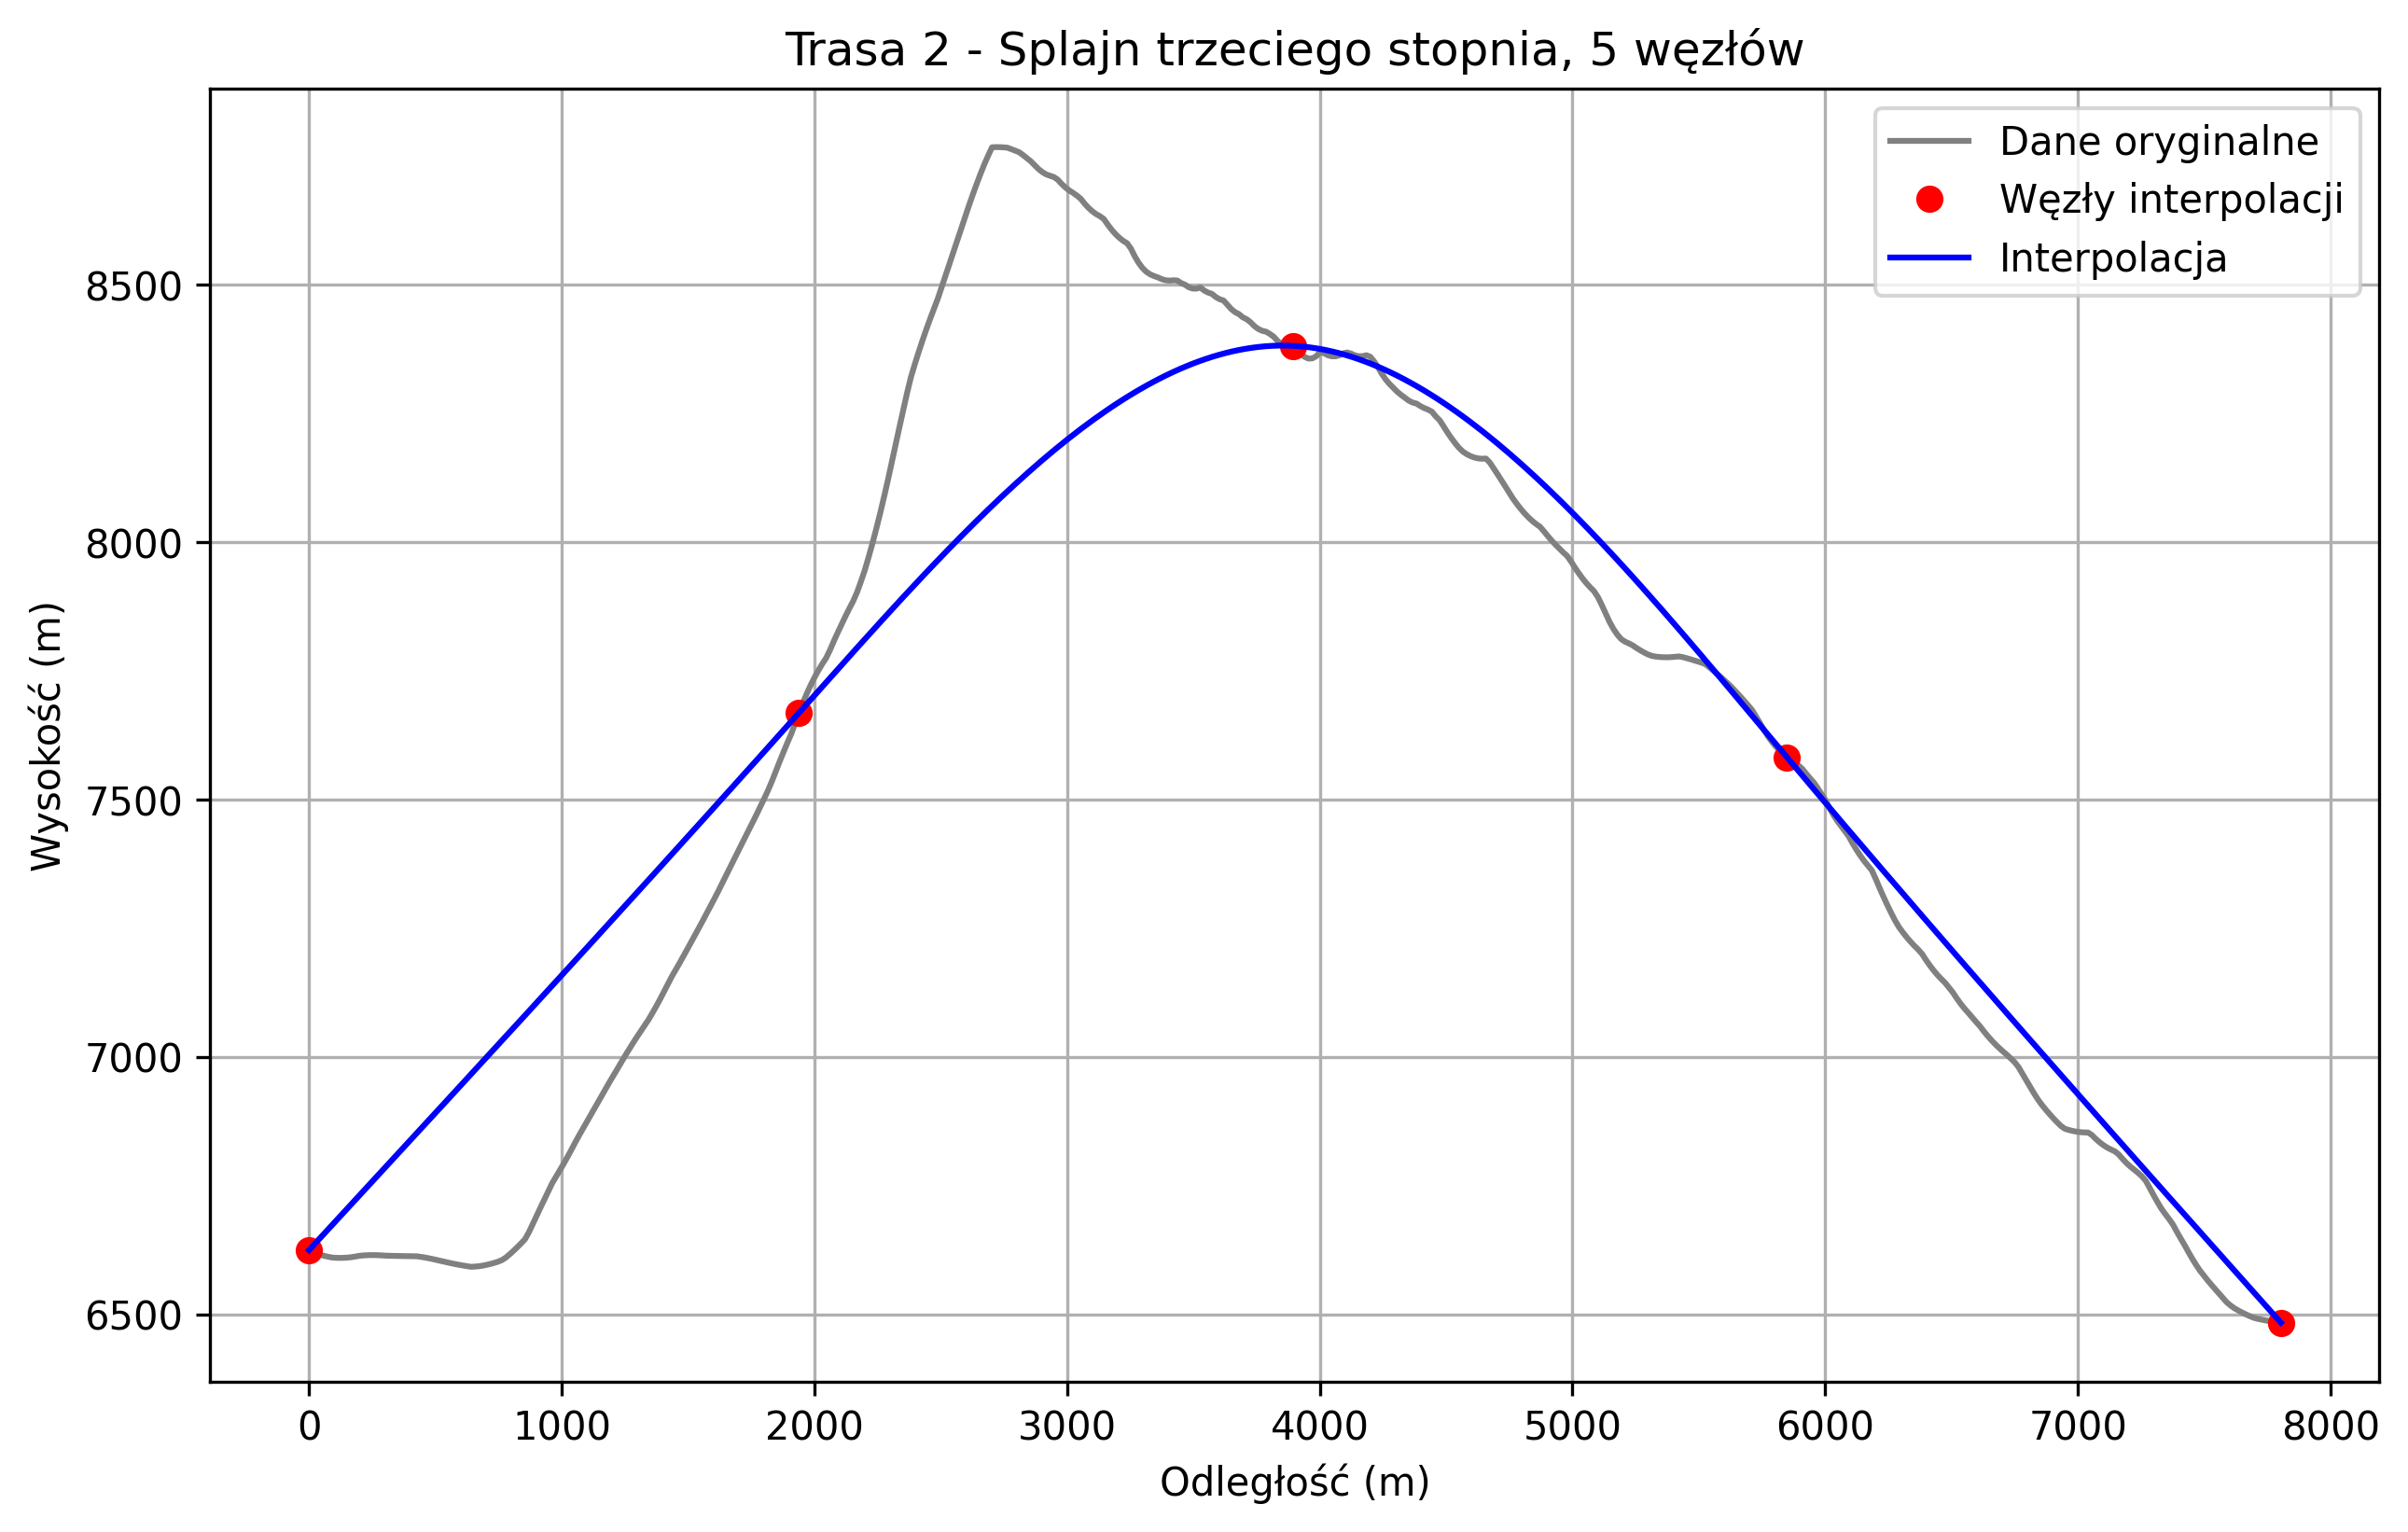 Trasa 2 - Splajn trzeciego stopnia, 5 węzłów
Dane oryginalne
Węzły interpolacji
Interpolacja
Wysokość (m)
8500
8000
7500
7000
6500
0 1000 2000 3000 4000 5000 6000 7000 8000
Odległość (m)